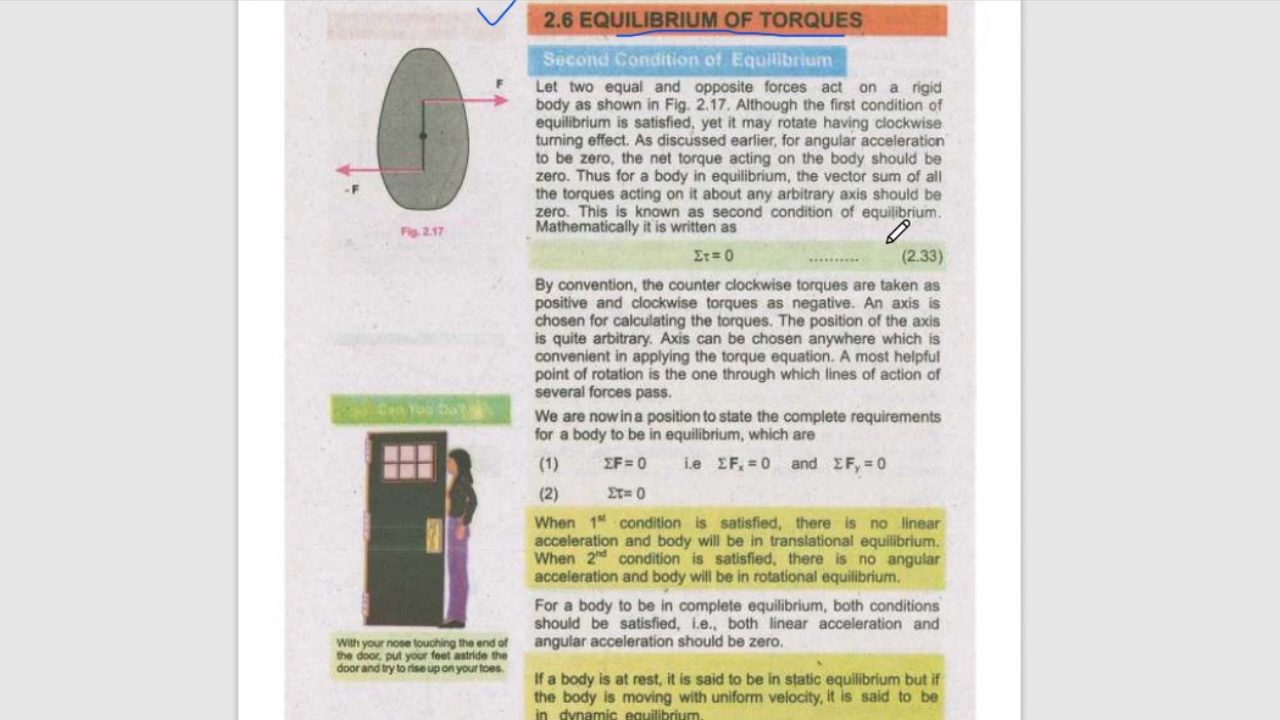 2.6 EQUILIBRIUM OF TORQUES
Second Condition of Equilibrium
F
- F
Fig. 2.17
Let two equal and opposite forces act on a rigid
body as shown in Fig. 2.17. Although the first condition of
equilibrium is satisfied, yet it may rotate having clockwise
turning effect. As discussed earlier, for angular acceleration
to be zero, the net torque acting on the body should be
zero. Thus for a body in equilibrium, the vector sum of all
the torques acting on it about any arbitrary axis should be
zero. This is known as second condition of equilibrium.
Mathematically it is written as
Στ = 0 .......... (2.33)
By convention, the counter clockwise torques are taken as
positive and clockwise torques as negative. An axis is
chosen for calculating the torques. The position of the axis
is quite arbitrary. Axis can be chosen anywhere which is
convenient in applying the torque equation. A most helpful
point of rotation is the one through which lines of action of
several forces pass.
We are now in a position to state the complete requirements
for a body to be in equilibrium, which are
(1) ΣF = 0 i.e ΣFₓ = 0 and ΣFᵧ = 0
(2) Στ= 0
When 1st condition is satisfied, there is no linear
acceleration and body will be in translational equilibrium.
When 2nd condition is satisfied, there is no angular
acceleration and body will be in rotational equilibrium.
For a body to be in complete equilibrium, both conditions
should be satisfied, i.e., both linear acceleration and
angular acceleration should be zero.
If a body is at rest, it is said to be in static equilibrium but if
the body is moving with uniform velocity, it is said to be
in dynamic equilibrium.
Can You Do?
With your nose touching the end of
the door, put your feet astride the
door and try to rise up on your toes.